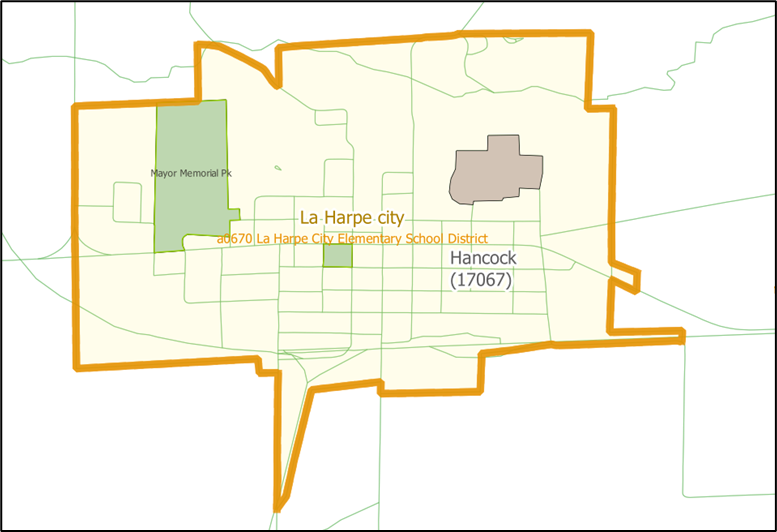 Mayor Memorial Pk
La Harpe city
a0670 La Harpe City Elementary School District
Hancock
(17067)